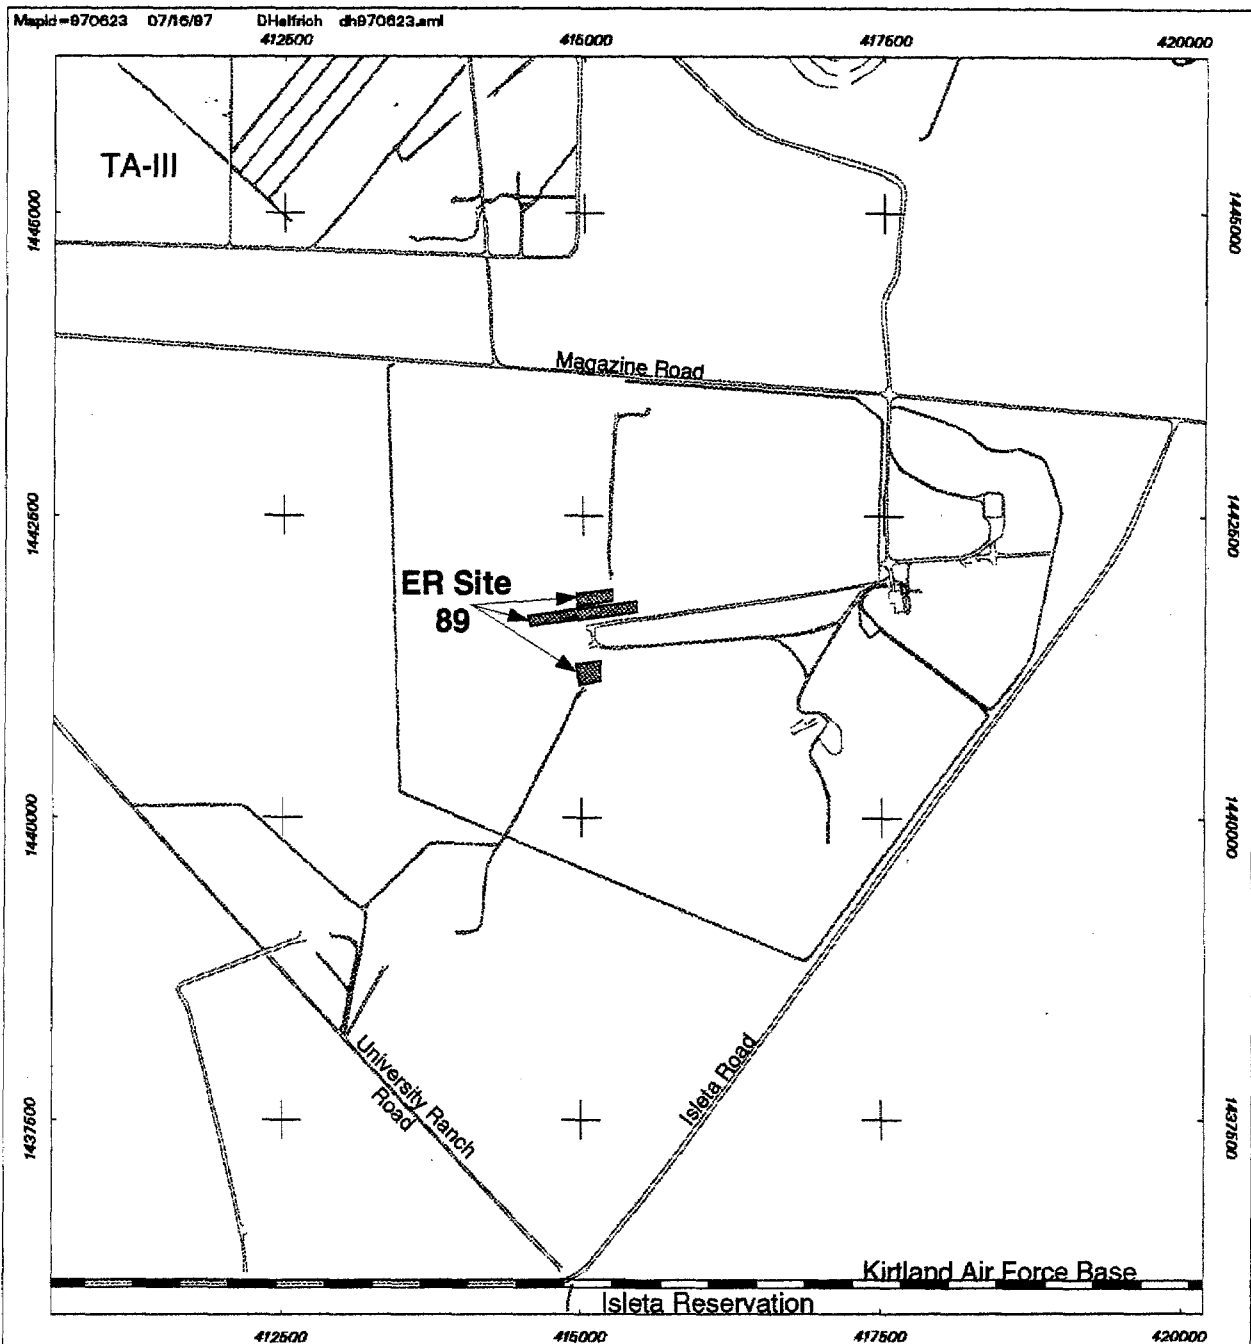 Mapid=970623 07/16/97 DHelfrich dh970623.aml
412500 415000 417500 420000
TA-III
1445000
1445000
Magazine Road
1442500
1442500
ER Site
89
1440000
1440000
University Ranch
Road
Isleta Road
1437500
1437500
Kirtland Air Force Base
Isleta Reservation
412500 415000 417500 420000